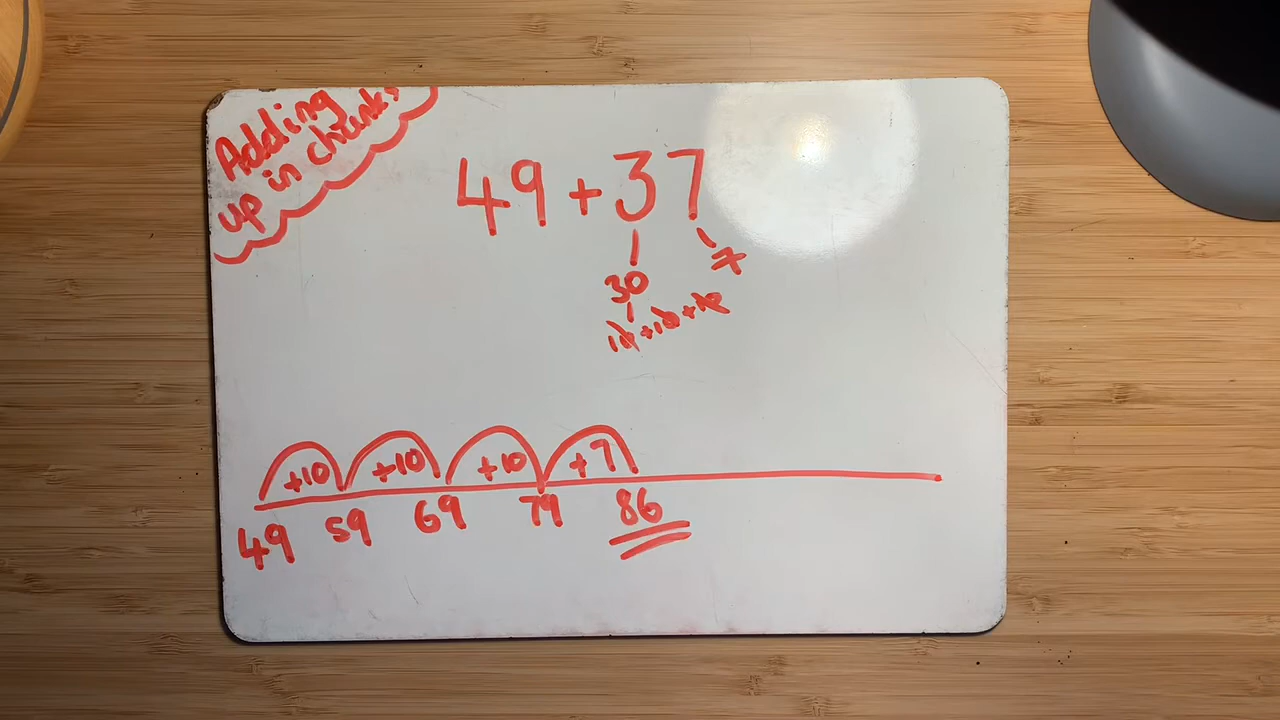 Adding
up in chunks
49 + 37
30
7
10 + 10 + 10
+10 +10 +10 +7
49 59 69 79 86